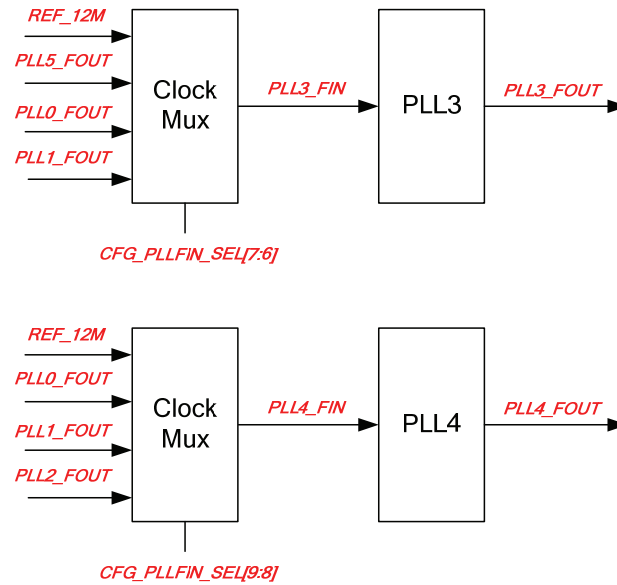 REF_12M
PLL5_FOUT
PLL0_FOUT
PLL1_FOUT
Clock
Mux
PLL3_FIN
PLL3
PLL3_FOUT
CFG_PLLFIN_SEL[7:6]
REF_12M
PLL0_FOUT
PLL1_FOUT
PLL2_FOUT
Clock
Mux
PLL4_FIN
PLL4
PLL4_FOUT
CFG_PLLFIN_SEL[9:8]